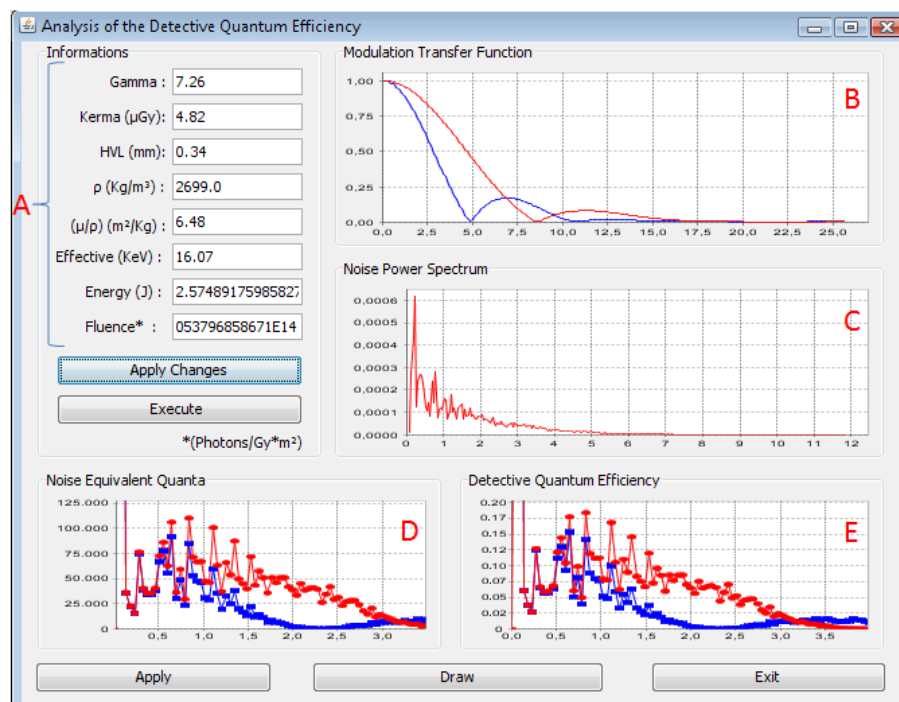 Analysis of the Detective Quantum Efficiency
Informations
A
Gamma : 7.26
Kerma (µGy): 4.82
HVL (mm): 0.34
ρ (Kg/m³) : 2699.0
(µ/ρ) (m²/Kg) : 6.48
Effective (KeV) : 16.07
Energy (J) : 2.57489175985827
Fluence* : 053796858671E14
Apply Changes
Execute
*(Photons/Gy*m²)
Modulation Transfer Function
B
1,00
0,75
0,50
0,25
0,00
0,0 2,5 5,0 7,5 10,0 12,5 15,0 17,5 20,0 22,5 25,0
Noise Power Spectrum
C
0,0006
0,0005
0,0004
0,0003
0,0002
0,0001
0,0000
0 1 2 3 4 5 6 7 8 9 10 11 12
Noise Equivalent Quanta
D
125.000
100.000
75.000
50.000
25.000
0
0,5 1,0 1,5 2,0 2,5 3,0
Detective Quantum Efficiency
E
0.20
0.17
0.15
0.12
0.10
0.07
0.05
0.02
0
0,0 0,5 1,0 1,5 2,0 2,5 3,0 3,5
Apply
Draw
Exit